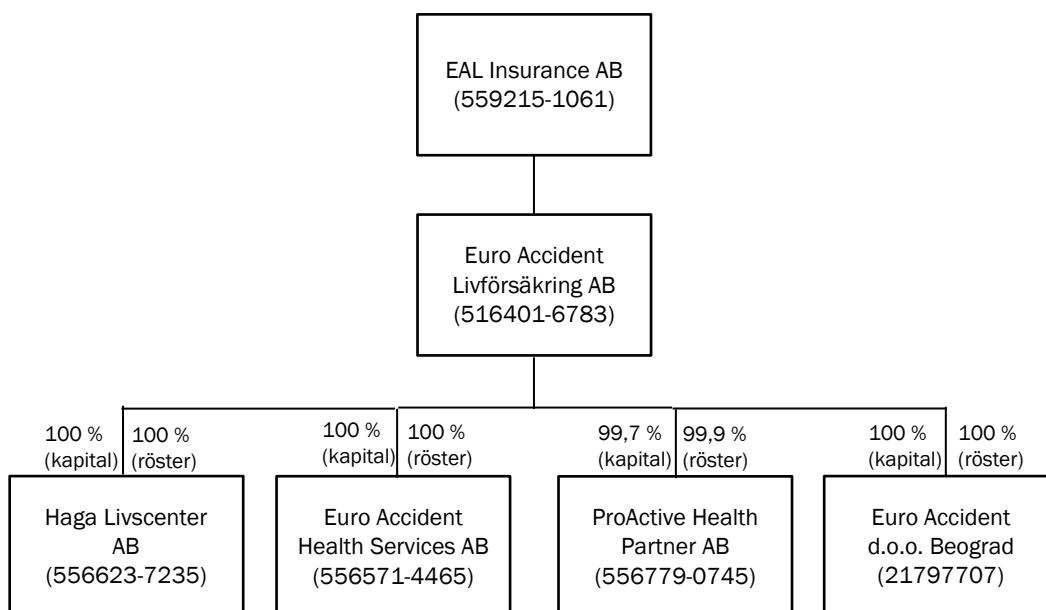 EAL Insurance AB
(559215-1061)
Euro Accident
Livförsäkring AB
(516401-6783)
100 %
(kapital)
100 %
(röster)
100 %
(kapital)
100 %
(röster)
99,7 %
(kapital)
99,9 %
(röster)
100 %
(kapital)
100 %
(röster)
Haga Livscenter
AB
(556623-7235)
Euro Accident
Health Services AB
(556571-4465)
ProActive Health
Partner AB
(556779-0745)
Euro Accident
d.o.o. Beograd
(21797707)